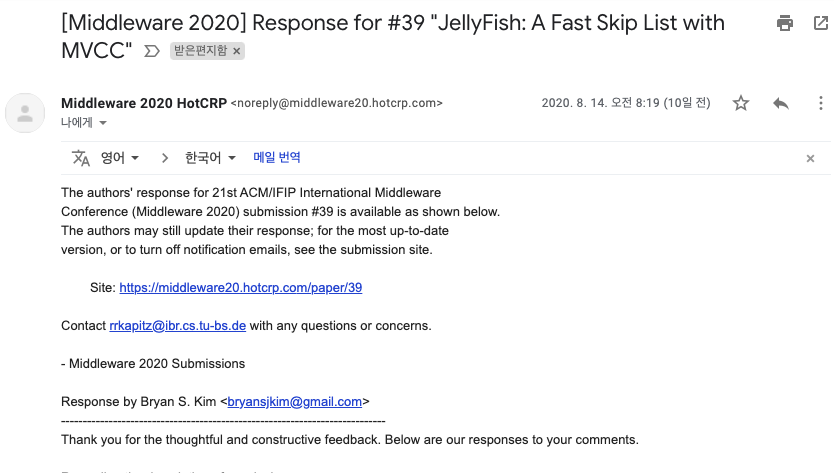 [Middleware 2020] Response for #39 "JellyFish: A Fast Skip List with
MVCC" 받은편지함 ×
Middleware 2020 HotCRP <noreply@middleware20.hotcrp.com> 2020. 8. 14. 오전 8:19 (10일 전)
나에게
영어 > 한국어 메일 번역 ×
The authors' response for 21st ACM/IFIP International Middleware
Conference (Middleware 2020) submission #39 is available as shown below.
The authors may still update their response; for the most up-to-date
version, or to turn off notification emails, see the submission site.
Site: https://middleware20.hotcrp.com/paper/39
Contact rrkapitz@ibr.cs.tu-bs.de with any questions or concerns.
- Middleware 2020 Submissions
Response by Bryan S. Kim <bryansjkim@gmail.com>
---------------------------------------------------------------------------
Thank you for the thoughtful and constructive feedback. Below are our responses to your comments.